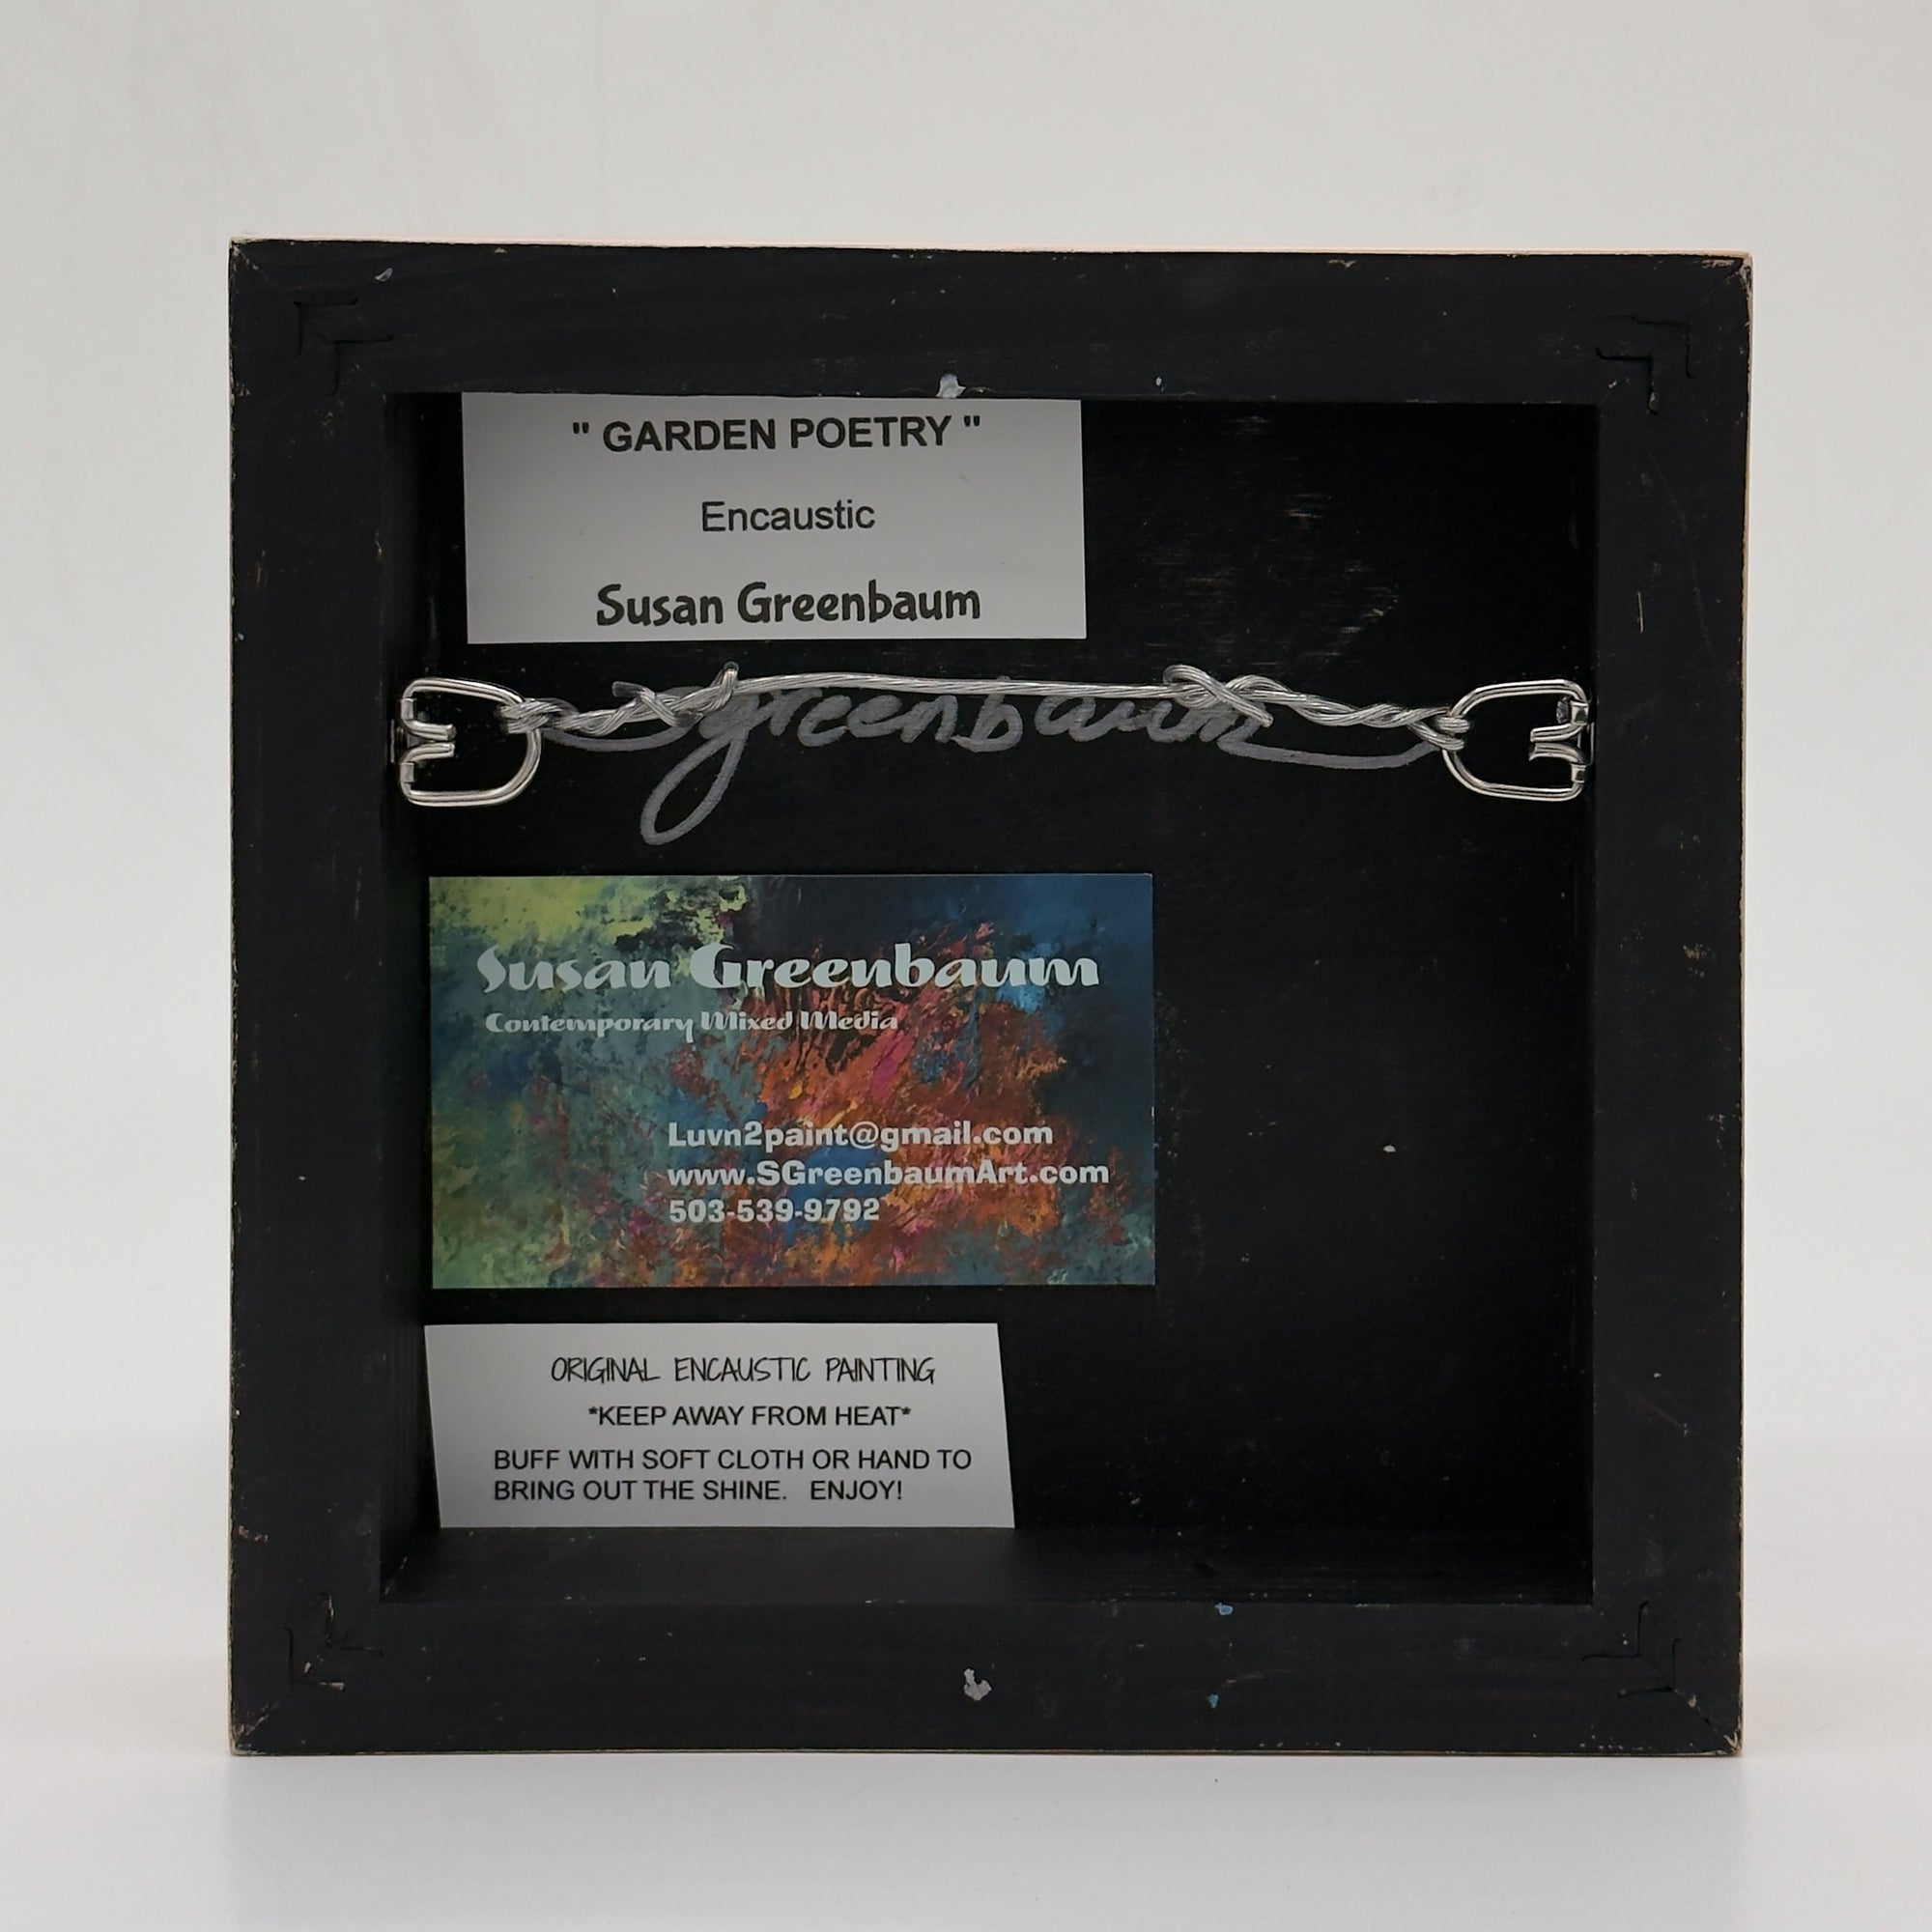 " GARDEN POETRY "
Encaustic
Susan Greenbaum
Sgreenbaum
Susan Greenbaum
Contemporary Mixed Media
Luvn2paint@gmail.com
www.SGreenbaumArt.com
503-539-9792
ORIGINAL ENCAUSTIC PAINTING
*KEEP AWAY FROM HEAT*
BUFF WITH SOFT CLOTH OR HAND TO
BRING OUT THE SHINE. ENJOY!